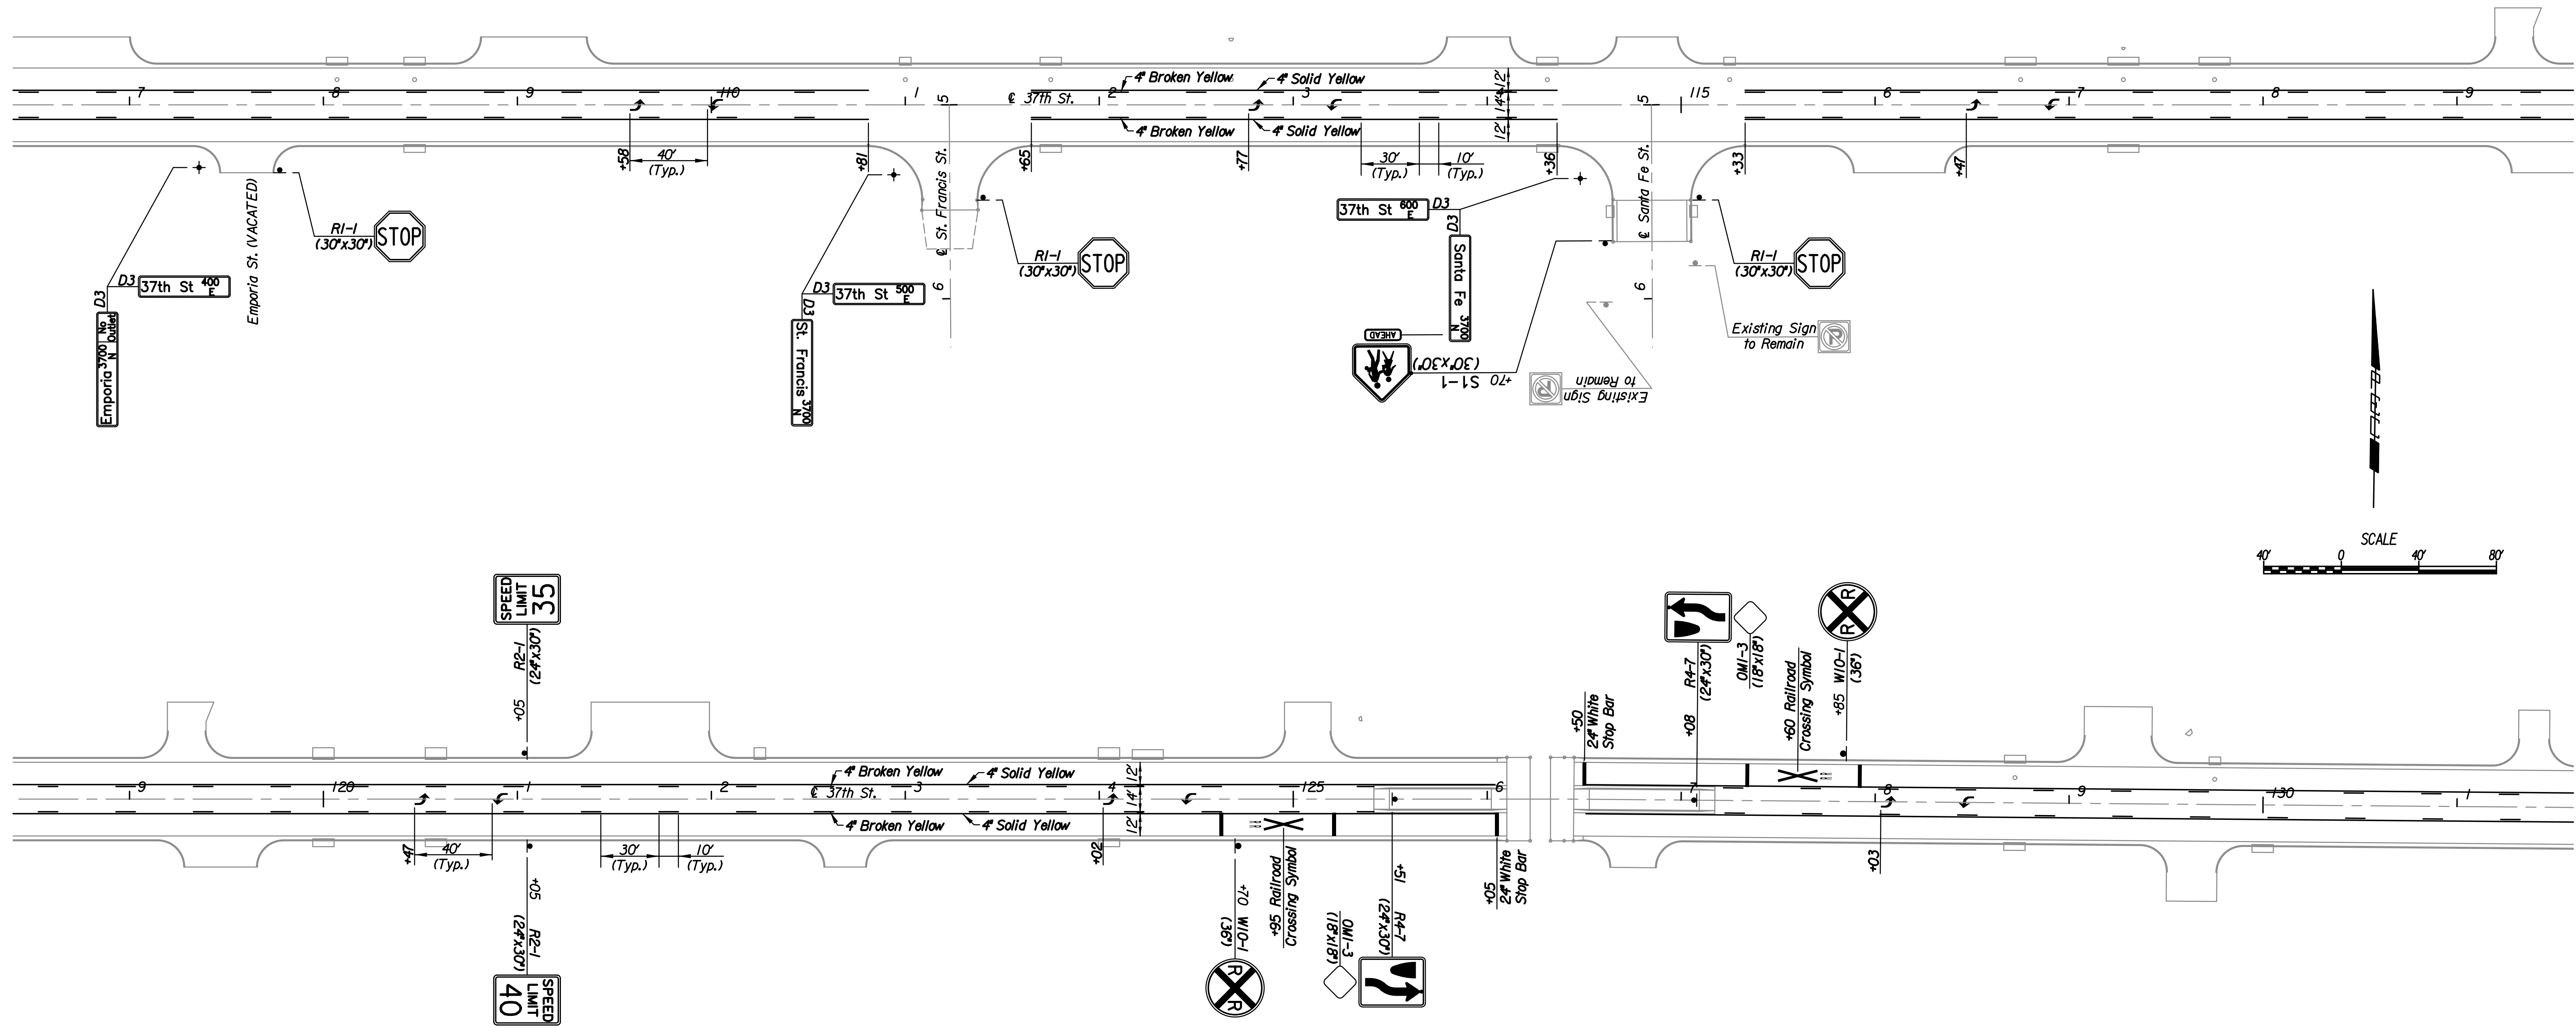 7
8
9
110
1
2
3
115
6
7
8
9
4" Broken Yellow
4" Solid Yellow
℄ 37th St.
4" Broken Yellow
4" Solid Yellow
12'
14'
12'
+58
40'
(Typ.)
+81
+65
+77
30'
(Typ.)
10'
(Typ.)
+36
+33
+47
5
℄ St. Francis St.
6
5
℄ Santa Fe St.
6
Emporia St. (VACATED)
R1-1
(30"x30")
STOP
D3
37th St 400 E
D3
Emporia 3700 N No Outlet
R1-1
(30"x30")
STOP
D3
37th St 500 E
D3
St. Francis 3700 N
37th St 600 E
D3
D3
Santa Fe 3700 N
AHEAD
(30"x30")
S1-1
+70
R1-1
(30"x30")
STOP
Existing Sign
to Remain
P
Existing Sign
to Remain
P
SCALE
40'
0
40'
80'
SPEED
LIMIT
35
R2-1
(24"x30")
+05
R4-7
(24"x30")
+08
OM1-3
(18"x18")
R R
+85 W10-1
(36")
+60 Railroad
Crossing Symbol
+50
24" White
Stop Bar
9
120
1
2
3
4
125
6
7
8
9
130
1
4" Broken Yellow
4" Solid Yellow
℄ 37th St.
4" Broken Yellow
4" Solid Yellow
12'
14'
12'
+47
40'
(Typ.)
30'
(Typ.)
10'
(Typ.)
+02
+03
+05
R2-1
(24"x30")
SPEED
LIMIT
40
+70 W10-1
(36")
R R
+95 Railroad
Crossing Symbol
OM1-3
(18"x18")
+51
R4-7
(24"x30")
+05
24" White
Stop Bar